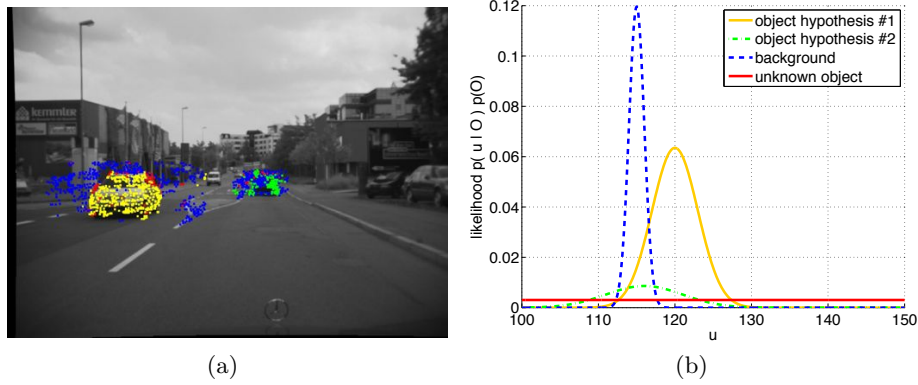 kemmler
(a)
0.12
0.1
0.08
0.06
0.04
0.02
0
100
110
120
130
140
150
u
likelihood p( u I O ) p(O)
object hypothesis #1
object hypothesis #2
background
unknown object
(b)